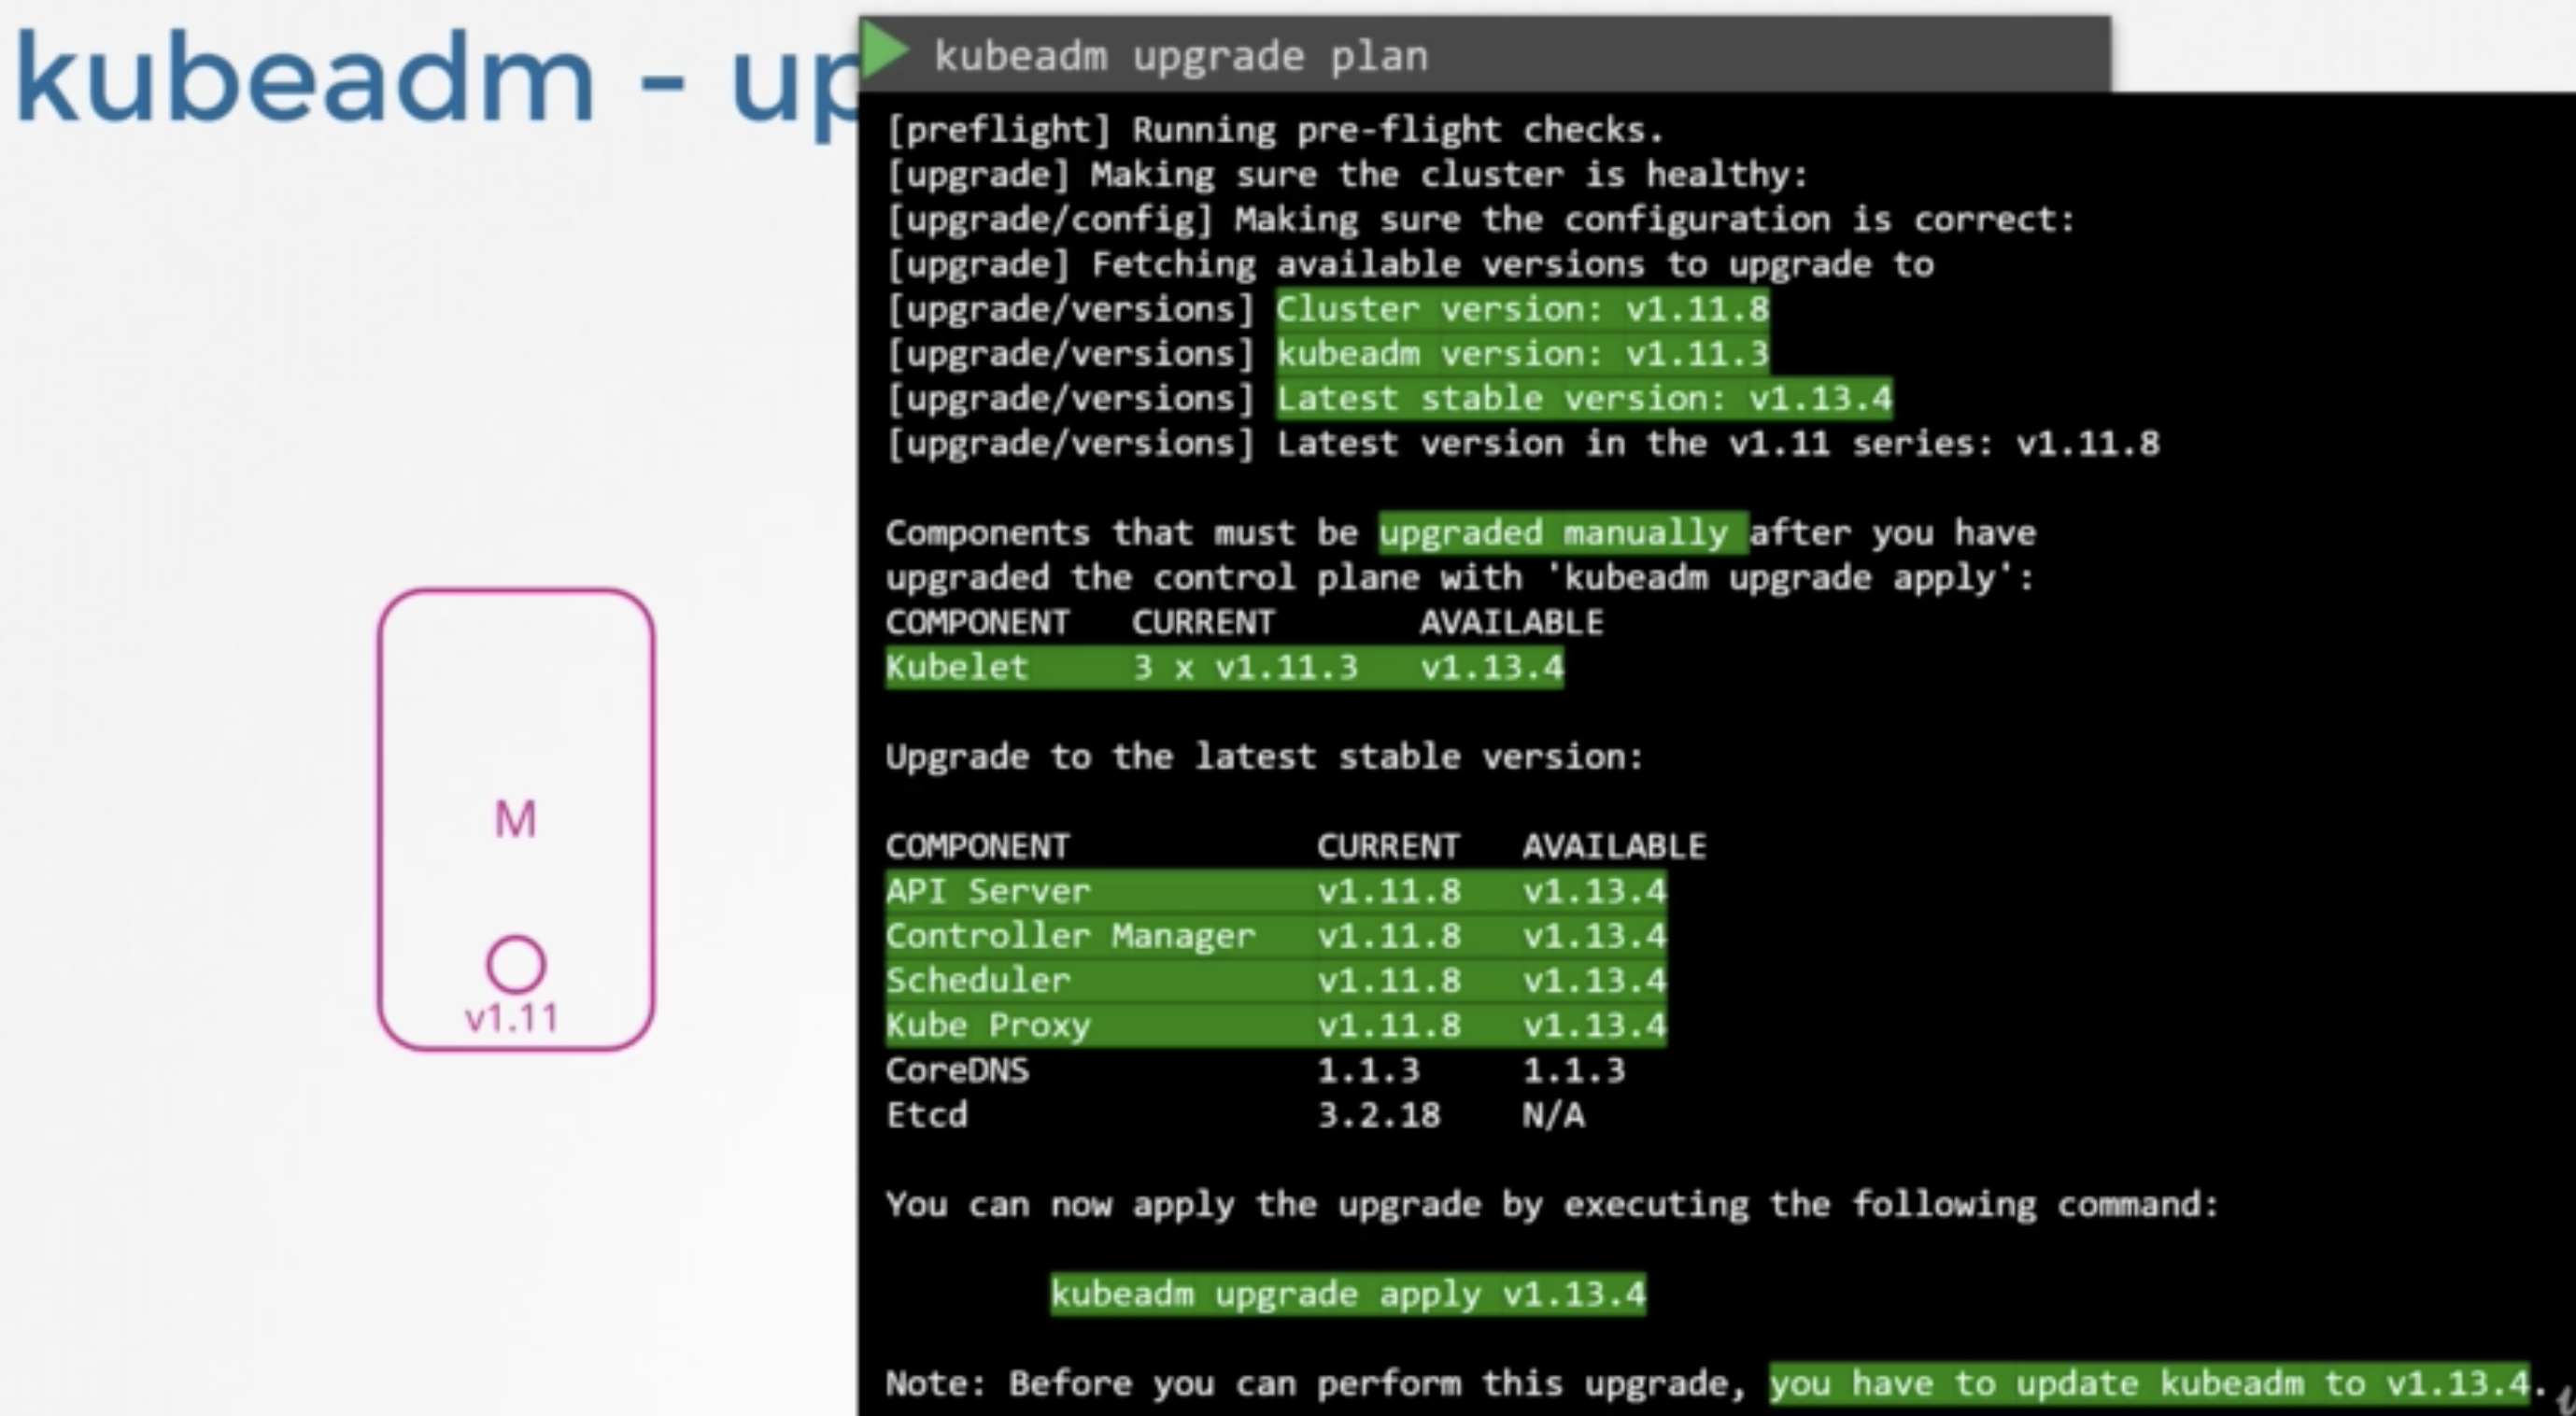 kubeadm - up
kubeadm upgrade plan
[preflight] Running pre-flight checks.
[upgrade] Making sure the cluster is healthy:
[upgrade/config] Making sure the configuration is correct:
[upgrade] Fetching available versions to upgrade to
[upgrade/versions] Cluster version: v1.11.8
[upgrade/versions] kubeadm version: v1.11.3
[upgrade/versions] Latest stable version: v1.13.4
[upgrade/versions] Latest version in the v1.11 series: v1.11.8
Components that must be upgraded manually after you have
upgraded the control plane with 'kubeadm upgrade apply':
COMPONENT   CURRENT       AVAILABLE
Kubelet     3 x v1.11.3   v1.13.4
Upgrade to the latest stable version:
COMPONENT            CURRENT   AVAILABLE
API Server           v1.11.8   v1.13.4
Controller Manager   v1.11.8   v1.13.4
Scheduler            v1.11.8   v1.13.4
Kube Proxy           v1.11.8   v1.13.4
CoreDNS              1.1.3     1.1.3
Etcd                 3.2.18    N/A
You can now apply the upgrade by executing the following command:
kubeadm upgrade apply v1.13.4
Note: Before you can perform this upgrade, you have to update kubeadm to v1.13.4.
M
v1.11